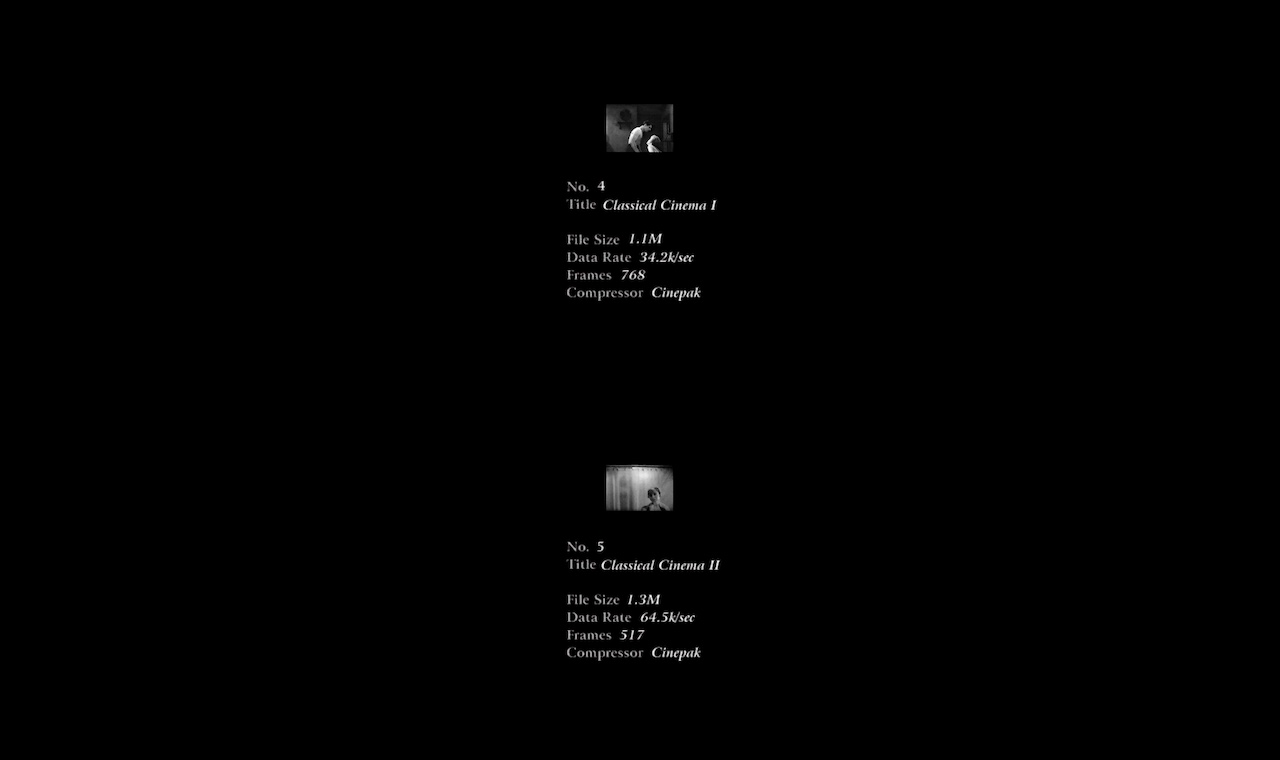 No. 4
Title Classical Cinema I
File Size 1.1M
Data Rate 34.2k/sec
Frames 768
Compressor Cinepak
No. 5
Title Classical Cinema II
File Size 1.3M
Data Rate 64.5k/sec
Frames 517
Compressor Cinepak